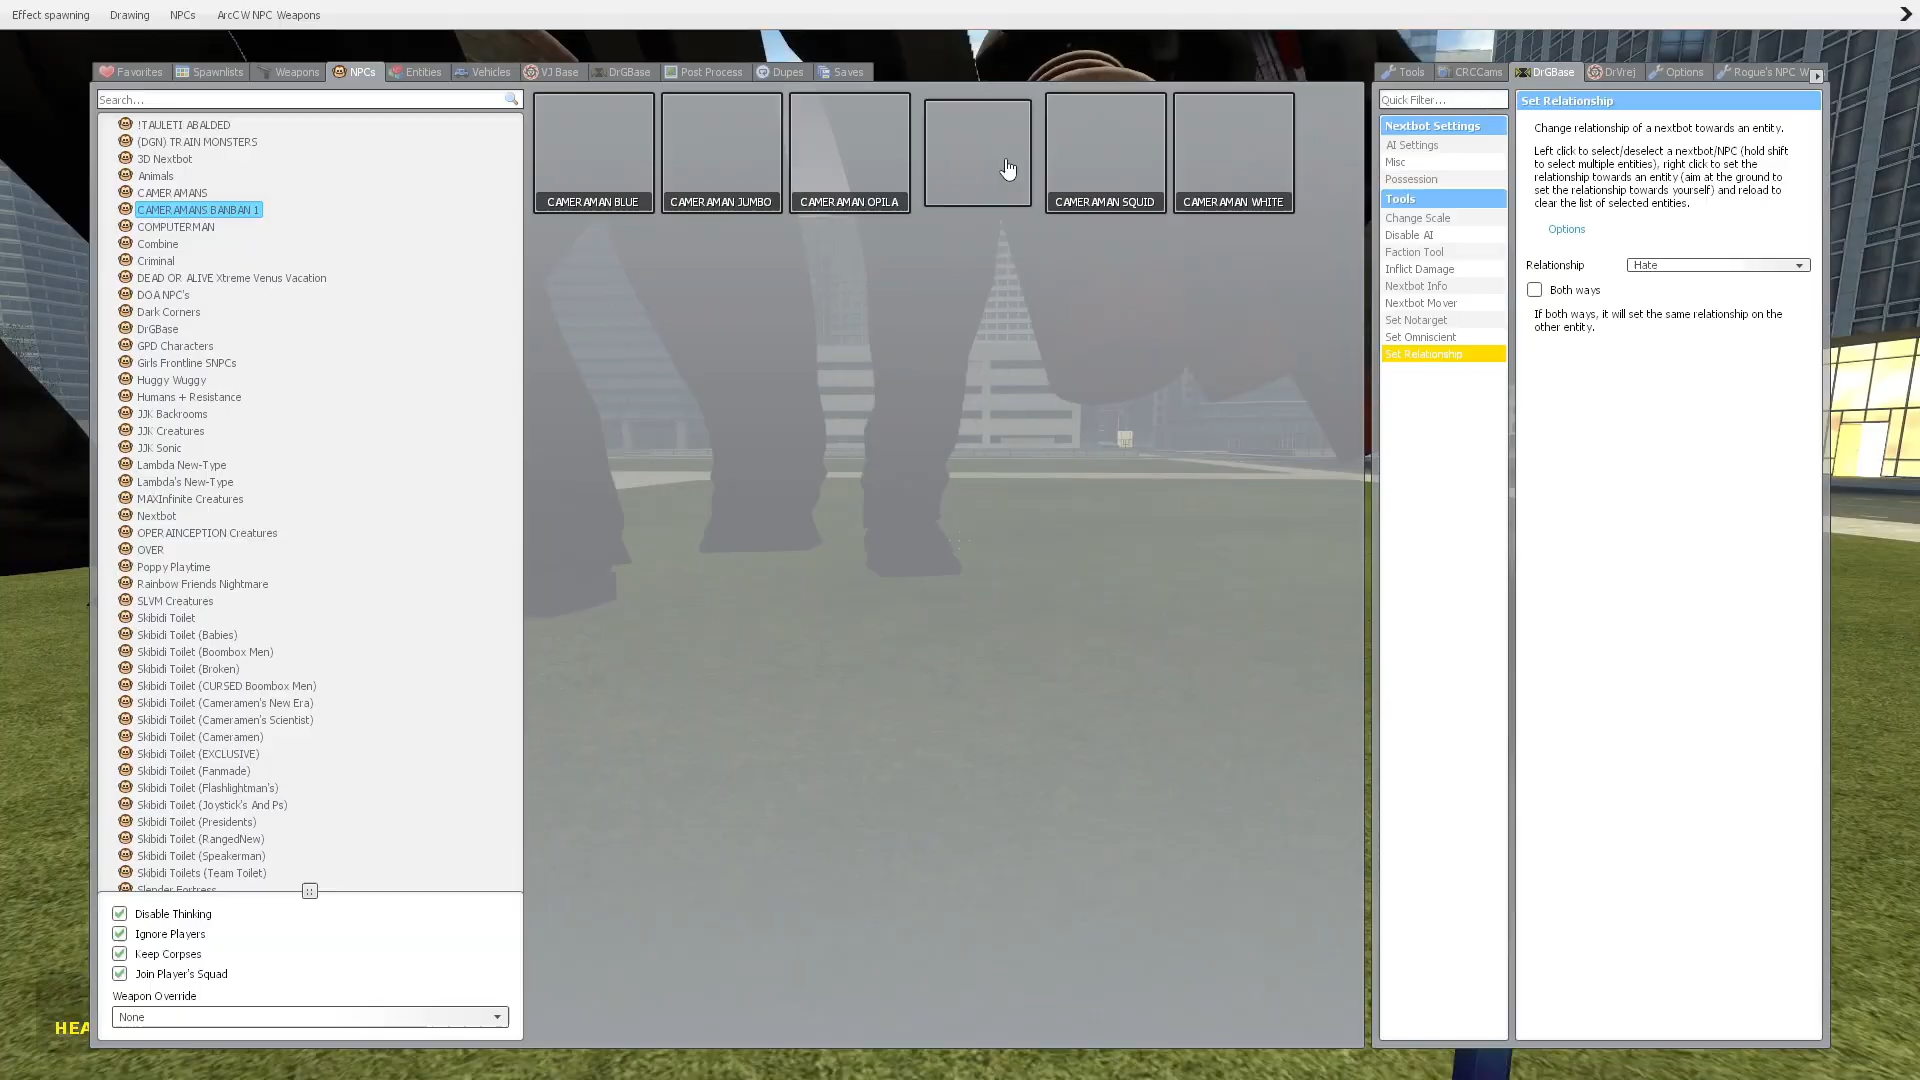 Effect spawning Drawing NPCs ArcCW NPC Weapons
Favorites Spawnlists Weapons NPCs Entities Vehicles VJ Base DrGBase Post Process Dupes Saves
Search...
!TAULETI ABALDED
(DGN) TRAIN MONSTERS
3D Nextbot
Animals
CAMERAMANS
CAMERAMANS BANBAN 1
COMPUTERMAN
Combine
Criminal
DEAD OR ALIVE Xtreme Venus Vacation
DOA NPC's
Dark Corners
DrGBase
GPD Characters
Girls Frontline SNPCs
Huggy Wuggy
Humans + Resistance
JJK Backrooms
JJK Creatures
JJK Sonic
Lambda New-Type
Lambda's New-Type
MAXInfinite Creatures
Nextbot
OPERAINCEPTION Creatures
OVER
Poppy Playtime
Rainbow Friends Nightmare
SLVM Creatures
Skibidi Toilet
Skibidi Toilet (Babies)
Skibidi Toilet (Boombox Men)
Skibidi Toilet (Broken)
Skibidi Toilet (CURSED Boombox Men)
Skibidi Toilet (Cameramen's New Era)
Skibidi Toilet (Cameramen's Scientist)
Skibidi Toilet (Cameramen)
Skibidi Toilet (EXCLUSIVE)
Skibidi Toilet (Fanmade)
Skibidi Toilet (Flashlightman's)
Skibidi Toilet (Joystick's And Ps)
Skibidi Toilet (Presidents)
Skibidi Toilet (RangedNew)
Skibidi Toilet (Speakerman)
Skibidi Toilets (Team Toilet)
Slender Fortress
Disable Thinking
Ignore Players
Keep Corpses
Join Player's Squad
Weapon Override
None
HEA
CAMERAMAN BLUE CAMERAMAN JUMBO CAMERAMAN OPILA CAMERAMAN SQUID CAMERAMAN WHITE
Tools CRCCams DrGBase DrVrej Options Rogue's NPC W
Quick Filter...
Nextbot Settings
AI Settings
Misc
Possession
Tools
Change Scale
Disable AI
Faction Tool
Inflict Damage
Nextbot Info
Nextbot Mover
Set Notarget
Set Omniscient
Set Relationship
Set Relationship
Change relationship of a nextbot towards an entity.
Left click to select/deselect a nextbot/NPC (hold shift
to select multiple entities), right click to set the
relationship towards an entity (aim at the ground to
set the relationship towards yourself) and reload to
clear the list of selected entities.
Options
Relationship Hate
Both ways
If both ways, it will set the same relationship on the
other entity.